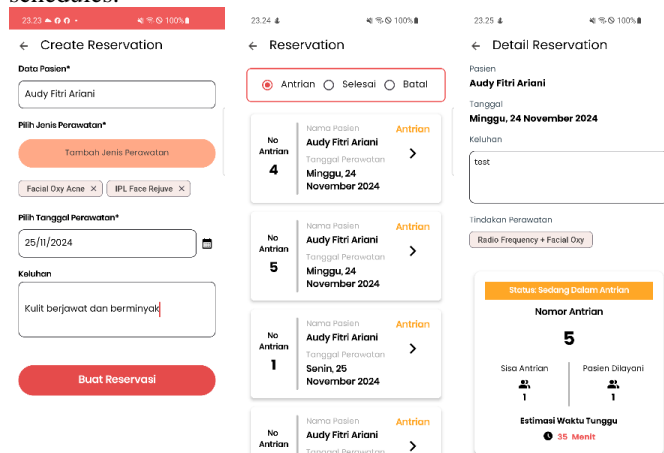 schedules.
23.23
100%
Create Reservation
Data Pasien*
Audy Fitri Ariani
Pilih Jenis Perawatan*
Tambah Jenis Perawatan
Facial Oxy Acne ×
IPL Face Rejuve ×
Pilih Tanggal Perawatan*
25/11/2024
Keluhan
Kulit berjawat dan berminyak
Buat Reservasi
23.24
100%
Reservation
Antrian
Selesai
Batal
No
Antrian
4
Nama Pasien
Audy Fitri Ariani
Tanggal Perawatan
Minggu, 24
November 2024
Antrian
No
Antrian
5
Nama Pasien
Audy Fitri Ariani
Tanggal Perawatan
Minggu, 24
November 2024
Antrian
No
Antrian
1
Nama Pasien
Audy Fitri Ariani
Tanggal Perawatan
Senin, 25
November 2024
Antrian
No
Antrian
Nama Pasien
Audy Fitri Ariani
Tanggal Perawatan
Antrian
23.25
100%
Detail Reservation
Pasien
Audy Fitri Ariani
Tanggal
Minggu, 24 November 2024
Keluhan
test
Tindakan Perawatan
Radio Frequency + Facial Oxy
Status: Sedang Dalam Antrian
Nomor Antrian
5
Sisa Antrian
1
Pasien Dilayani
1
Estimasi Waktu Tunggu
35 Menit